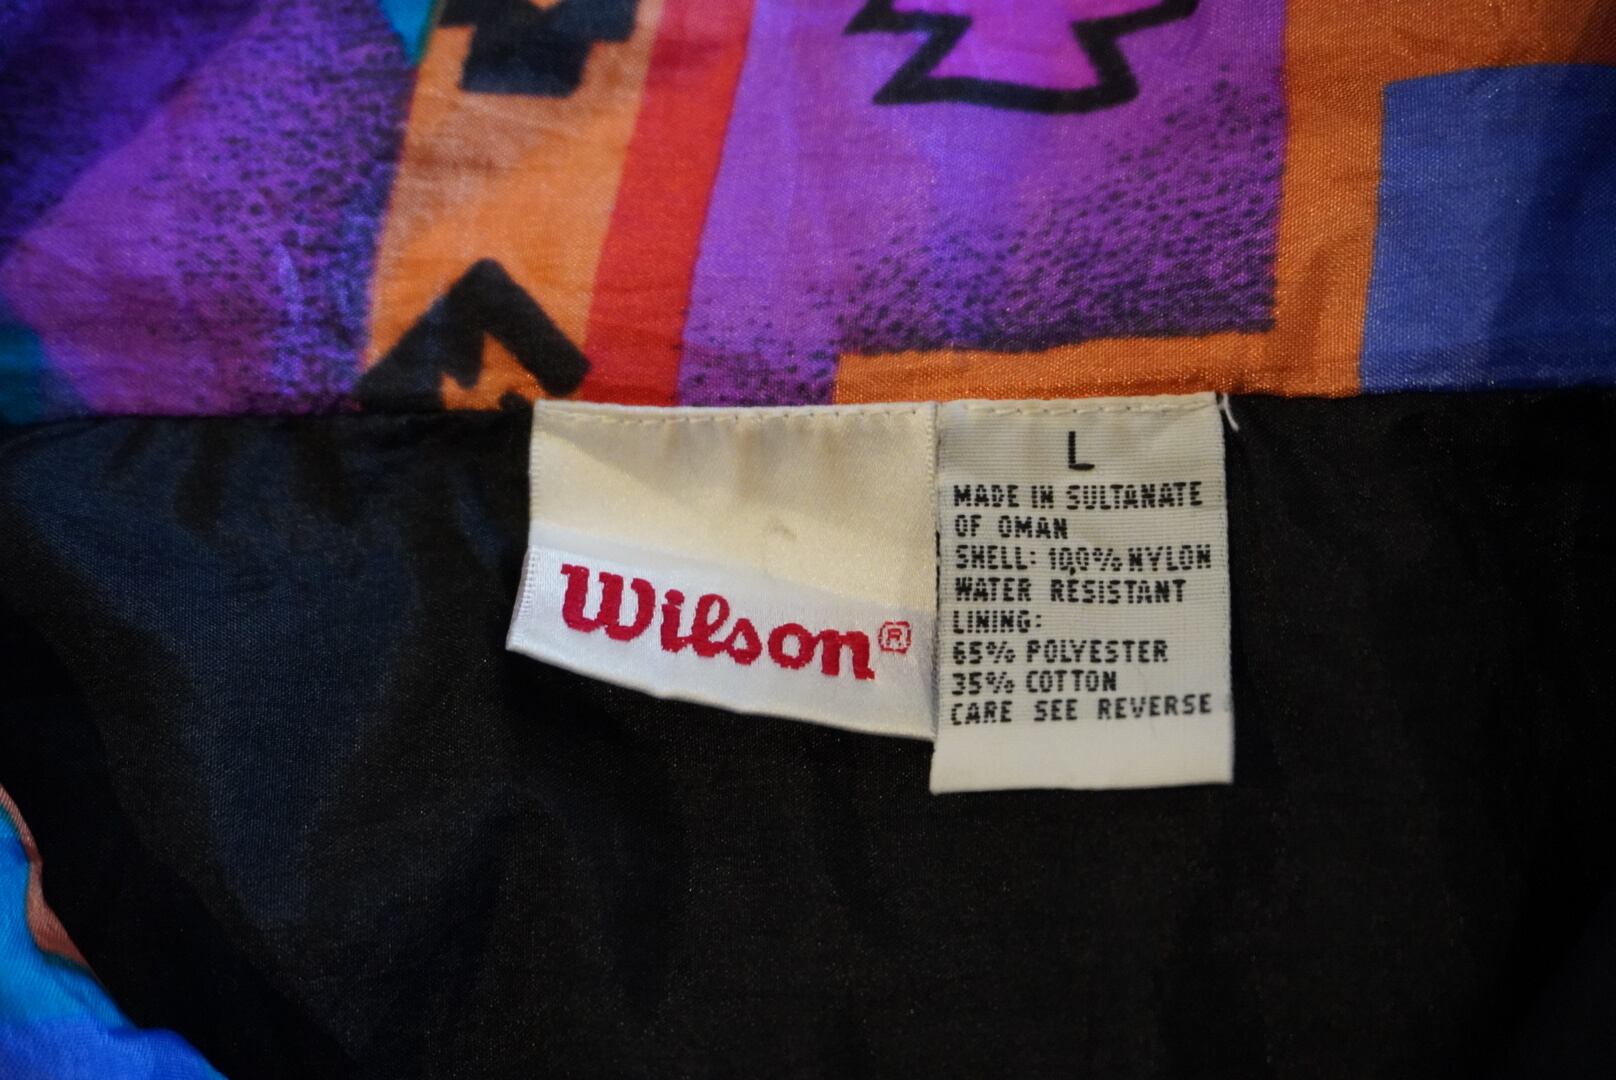 Wilson®
L
MADE IN SULTANATE
OF OMAN
SHELL: 100% NYLON
WATER RESISTANT
LINING:
65% POLYESTER
35% COTTON
CARE SEE REVERSE